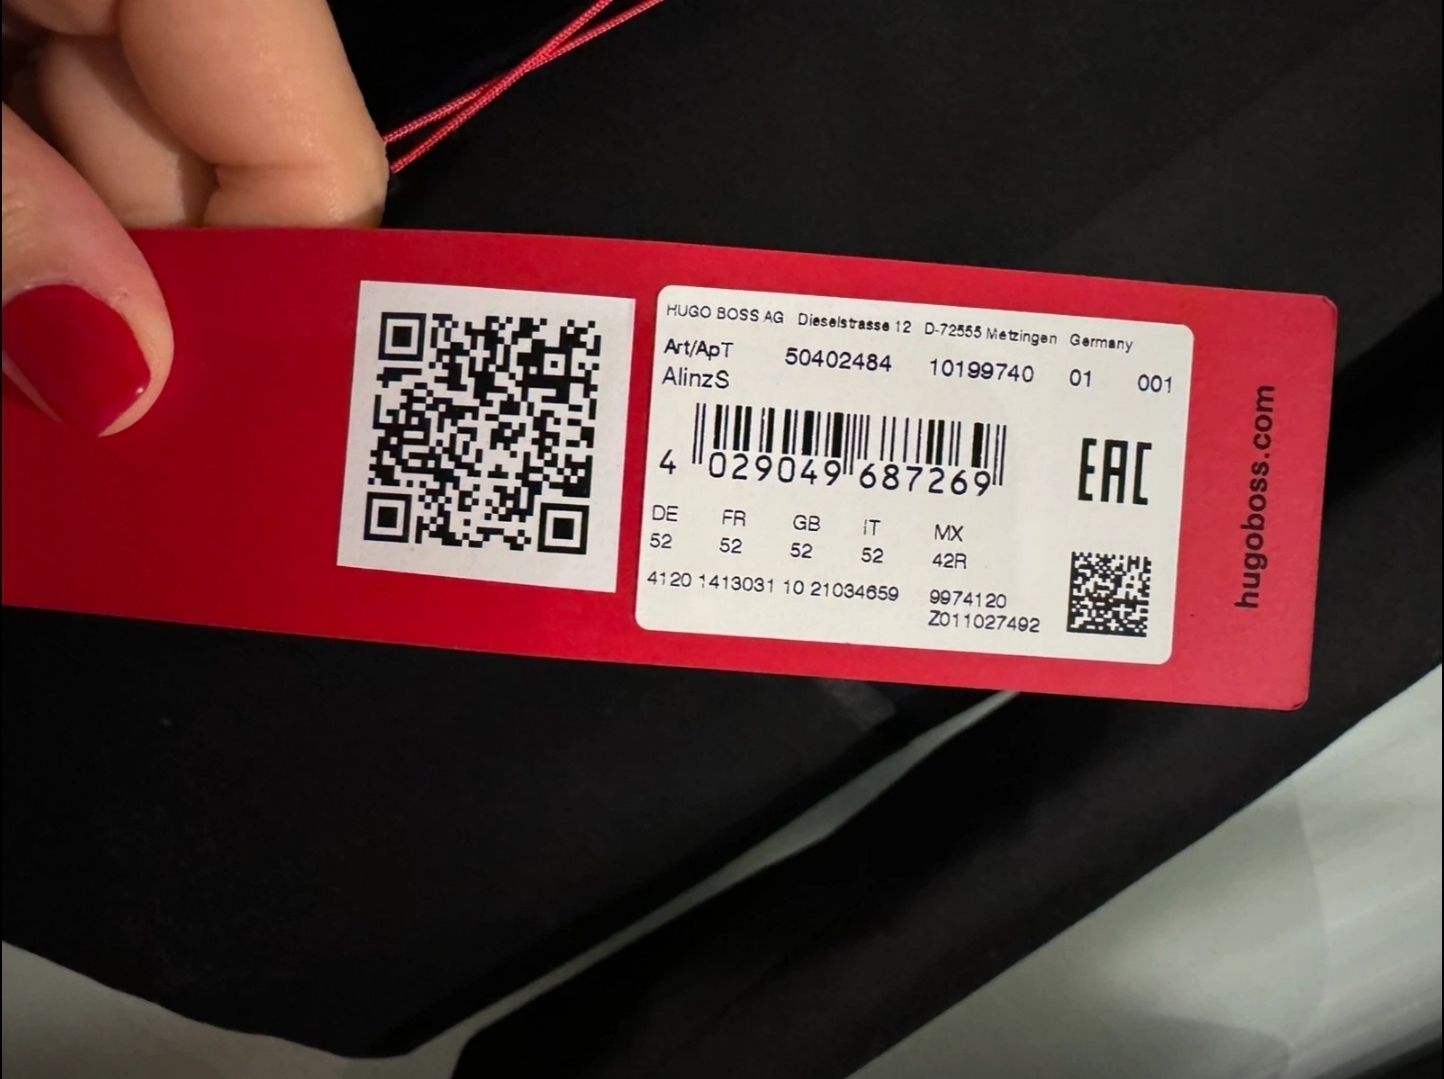 HUGO BOSS AG Dieselstrasse 12 D-72555 Metzingen Germany
Art/ApT 50402484 10199740 01 001
AlinzS
4 029049 687269
EAC
DE FR GB IT MX
52 52 52 52 42R
4120 1413031 10 21034659 9974120
Z011027492
hugoboss.com